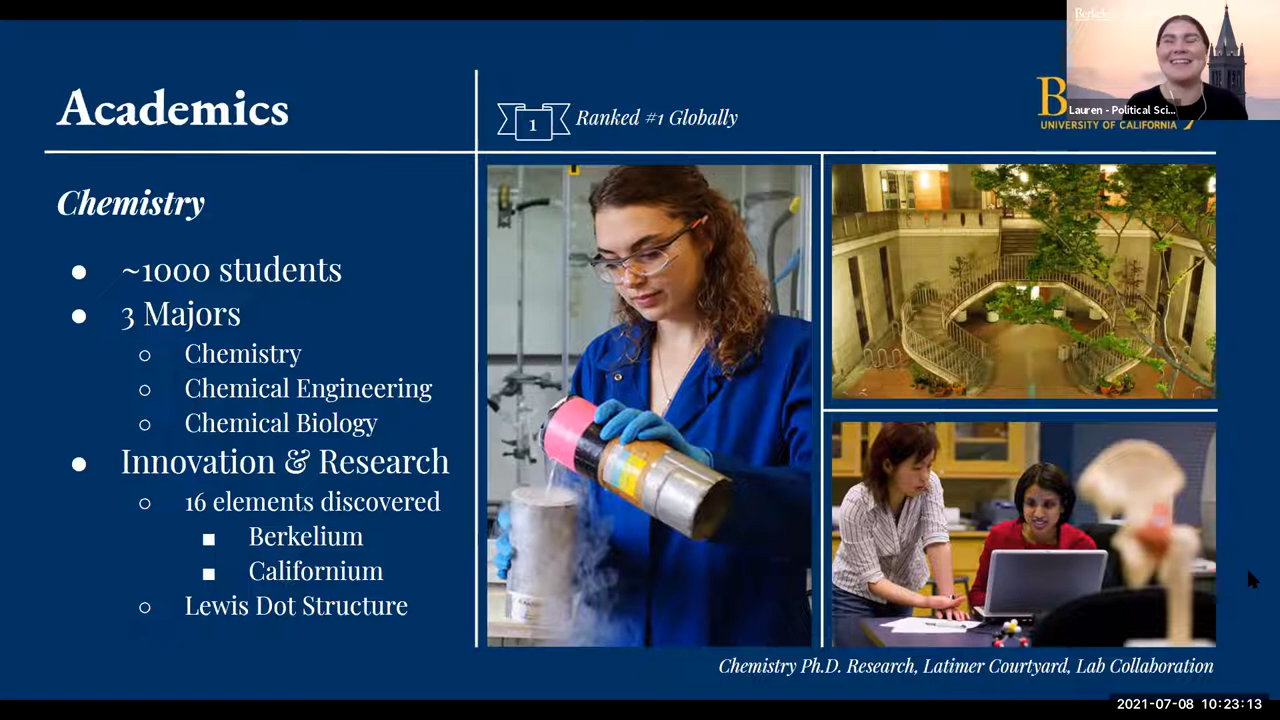 Academics
1
Ranked #1 Globally
B
UNIVERSITY OF CALIFORNIA
Lauren - Political Sci...
Chemistry
● ~1000 students
● 3 Majors
○ Chemistry
○ Chemical Engineering
○ Chemical Biology
● Innovation & Research
○ 16 elements discovered
■ Berkelium
■ Californium
○ Lewis Dot Structure
Chemistry Ph.D. Research, Latimer Courtyard, Lab Collaboration
2021-07-08 10:23:13